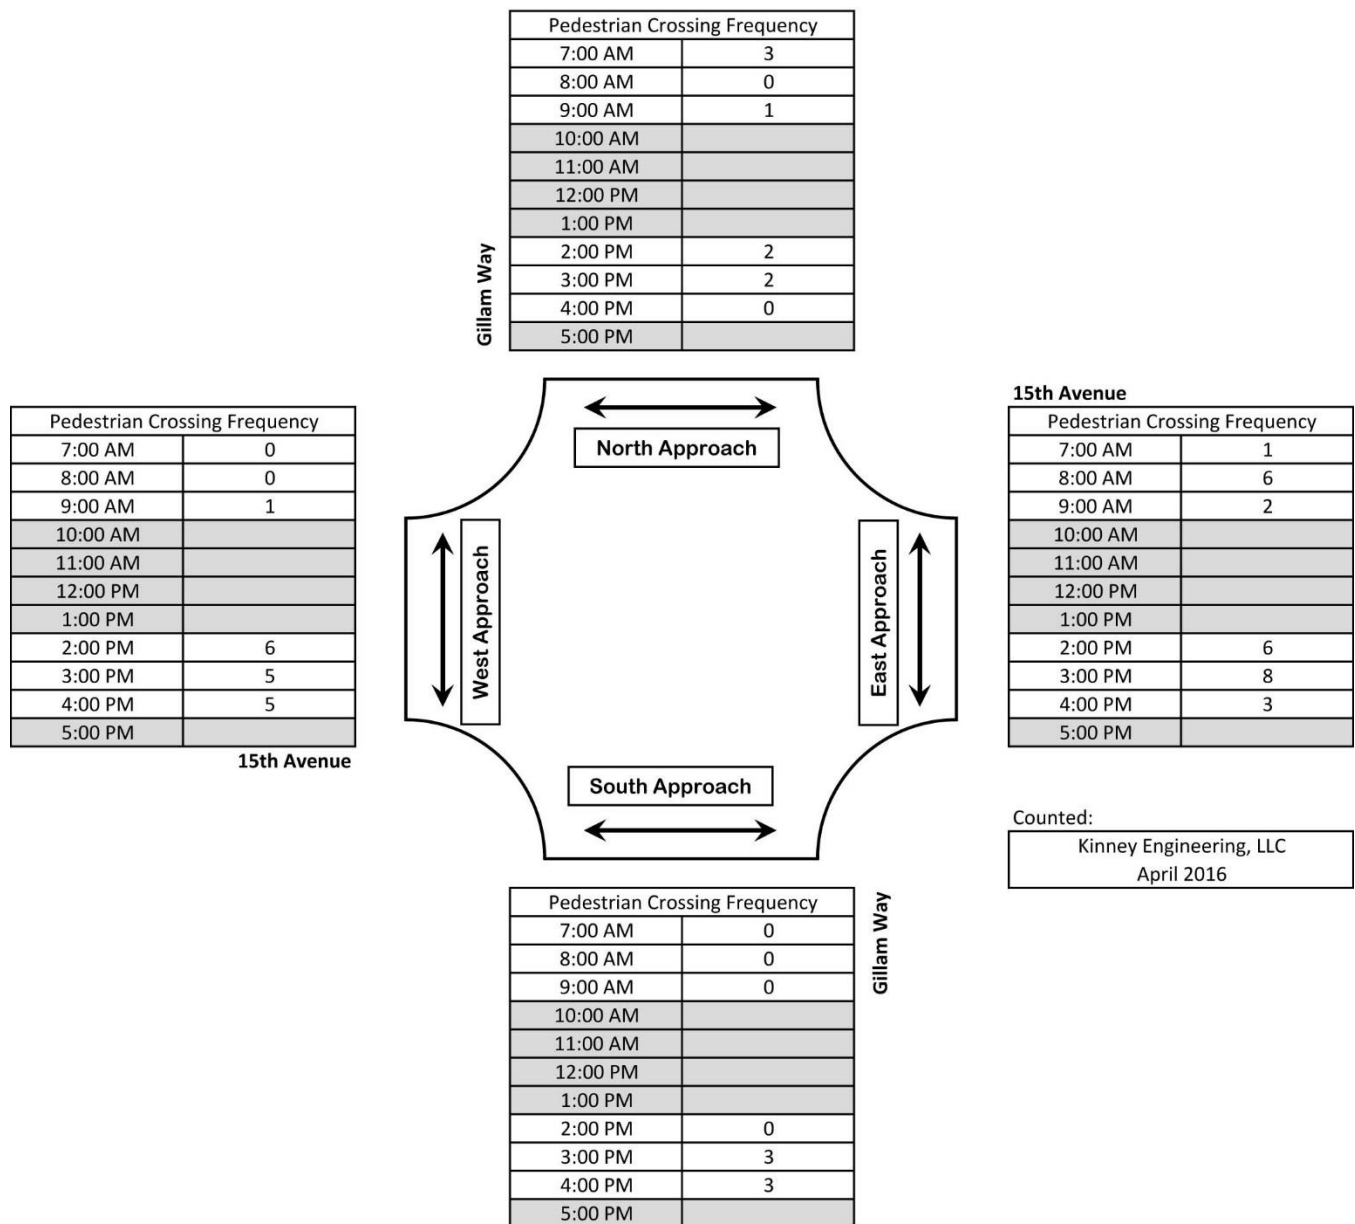 Pedestrian Crossing Frequency
7:00 AM 3
8:00 AM 0
9:00 AM 1
10:00 AM
11:00 AM
12:00 PM
1:00 PM
2:00 PM 2
3:00 PM 2
4:00 PM 0
5:00 PM
Gillam Way
Pedestrian Crossing Frequency
7:00 AM 0
8:00 AM 0
9:00 AM 1
10:00 AM
11:00 AM
12:00 PM
1:00 PM
2:00 PM 6
3:00 PM 5
4:00 PM 5
5:00 PM
15th Avenue
North Approach
West Approach
East Approach
South Approach
15th Avenue
Pedestrian Crossing Frequency
7:00 AM 1
8:00 AM 6
9:00 AM 2
10:00 AM
11:00 AM
12:00 PM
1:00 PM
2:00 PM 6
3:00 PM 8
4:00 PM 3
5:00 PM
Counted:
Kinney Engineering, LLC
April 2016
Pedestrian Crossing Frequency
7:00 AM 0
8:00 AM 0
9:00 AM 0
10:00 AM
11:00 AM
12:00 PM
1:00 PM
2:00 PM 0
3:00 PM 3
4:00 PM 3
5:00 PM
Gillam Way